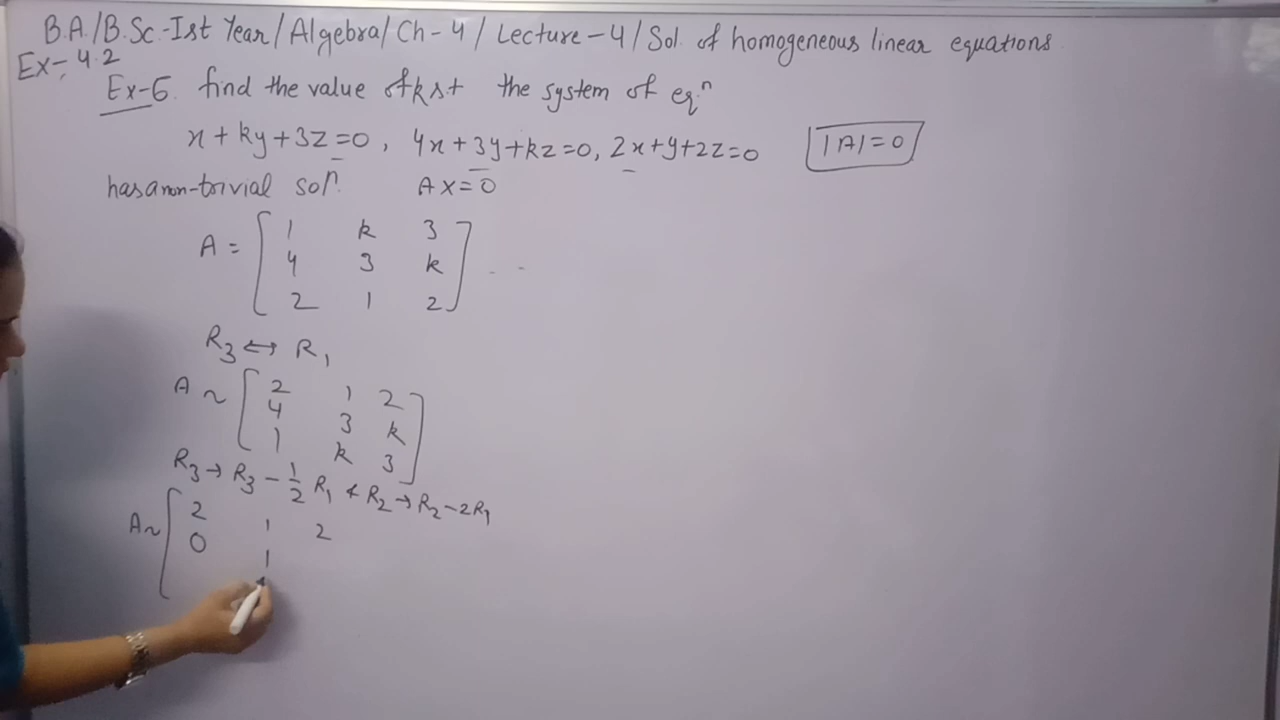 B.A./B.Sc.-Ist Year/Algebra/Ch-4/Lecture-4/Sol. of homogeneous linear equations
Ex-4.2
Ex-6. find the value of k s.t the system of eqⁿ
x + ky + 3z = 0, 4x + 3y + kz = 0, 2x + y + 2z = 0 |A| = 0
has a non-trivial solⁿ. AX = 0
A = [ 1 k 3
4 3 k
2 1 2 ]
R3 ↔ R1
A ~ [ 2 1 2
4 3 k
1 k 3 ]
R3 → R3 - 1/2 R1 & R2 → R2 - 2R1
A ~ [ 2 1 2
0 1